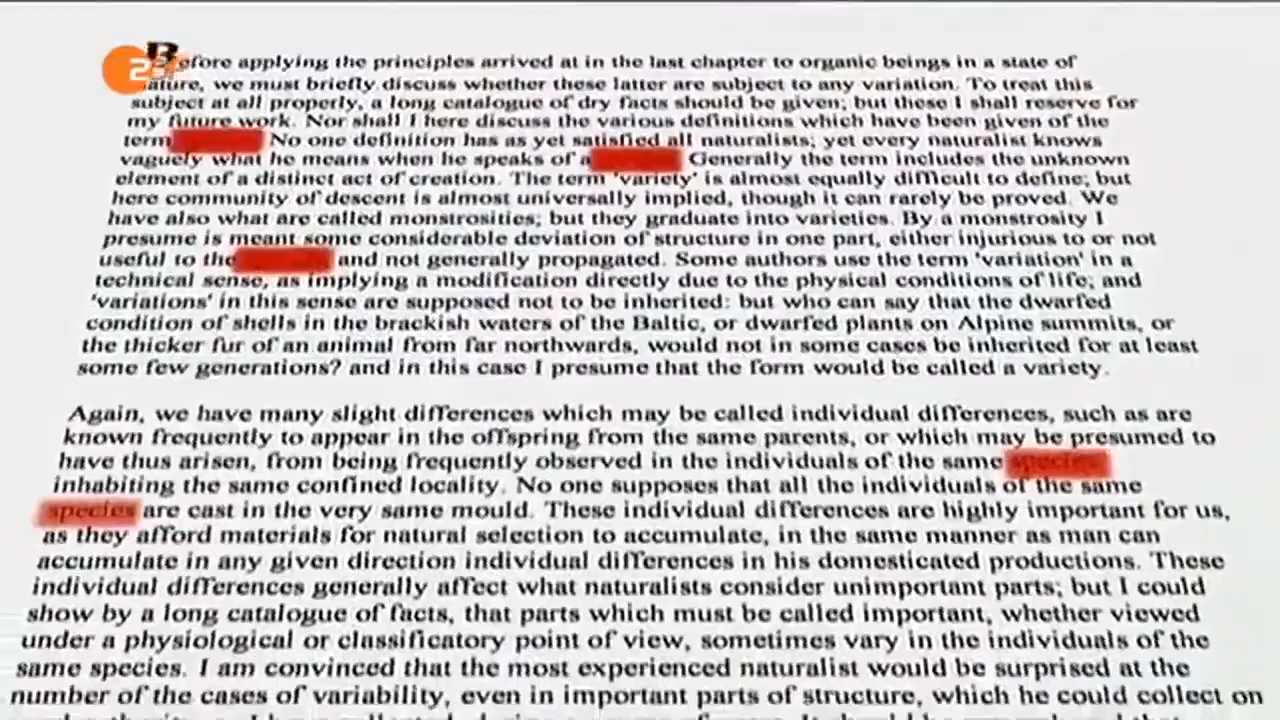 2
Before applying the principles arrived at in the last chapter to organic beings in a state of
nature, we must briefly discuss whether these latter are subject to any variation. To treat this
subject at all properly, a long catalogue of dry facts should be given; but these I shall reserve for
my future work. Nor shall I here discuss the various definitions which have been given of the
term No one definition has as yet satisfied all naturalists; yet every naturalist knows
vaguely what he means when he speaks of a Generally the term includes the unknown
element of a distinct act of creation. The term 'variety' is almost equally difficult to define; but
here community of descent is almost universally implied, though it can rarely be proved. We
have also what are called monstrosities; but they graduate into varieties. By a monstrosity I
presume is meant some considerable deviation of structure in one part, either injurious to or not
useful to the and not generally propagated. Some authors use the term 'variation' in a
technical sense, as implying a modification directly due to the physical conditions of life; and
'variations' in this sense are supposed not to be inherited: but who can say that the dwarfed
condition of shells in the brackish waters of the Baltic, or dwarfed plants on Alpine summits, or
the thicker fur of an animal from far northwards, would not in some cases be inherited for at least
some few generations? and in this case I presume that the form would be called a variety.
Again, we have many slight differences which may be called individual differences, such as are
known frequently to appear in the offspring from the same parents, or which may be presumed to
have thus arisen, from being frequently observed in the individuals of the same species
inhabiting the same confined locality. No one supposes that all the individuals of the same
species are cast in the very same mould. These individual differences are highly important for us,
as they afford materials for natural selection to accumulate, in the same manner as man can
accumulate in any given direction individual differences in his domesticated productions. These
individual differences generally affect what naturalists consider unimportant parts; but I could
show by a long catalogue of facts, that parts which must be called important, whether viewed
under a physiological or classificatory point of view, sometimes vary in the individuals of the
same species. I am convinced that the most experienced naturalist would be surprised at the
number of the cases of variability, even in important parts of structure, which he could collect on